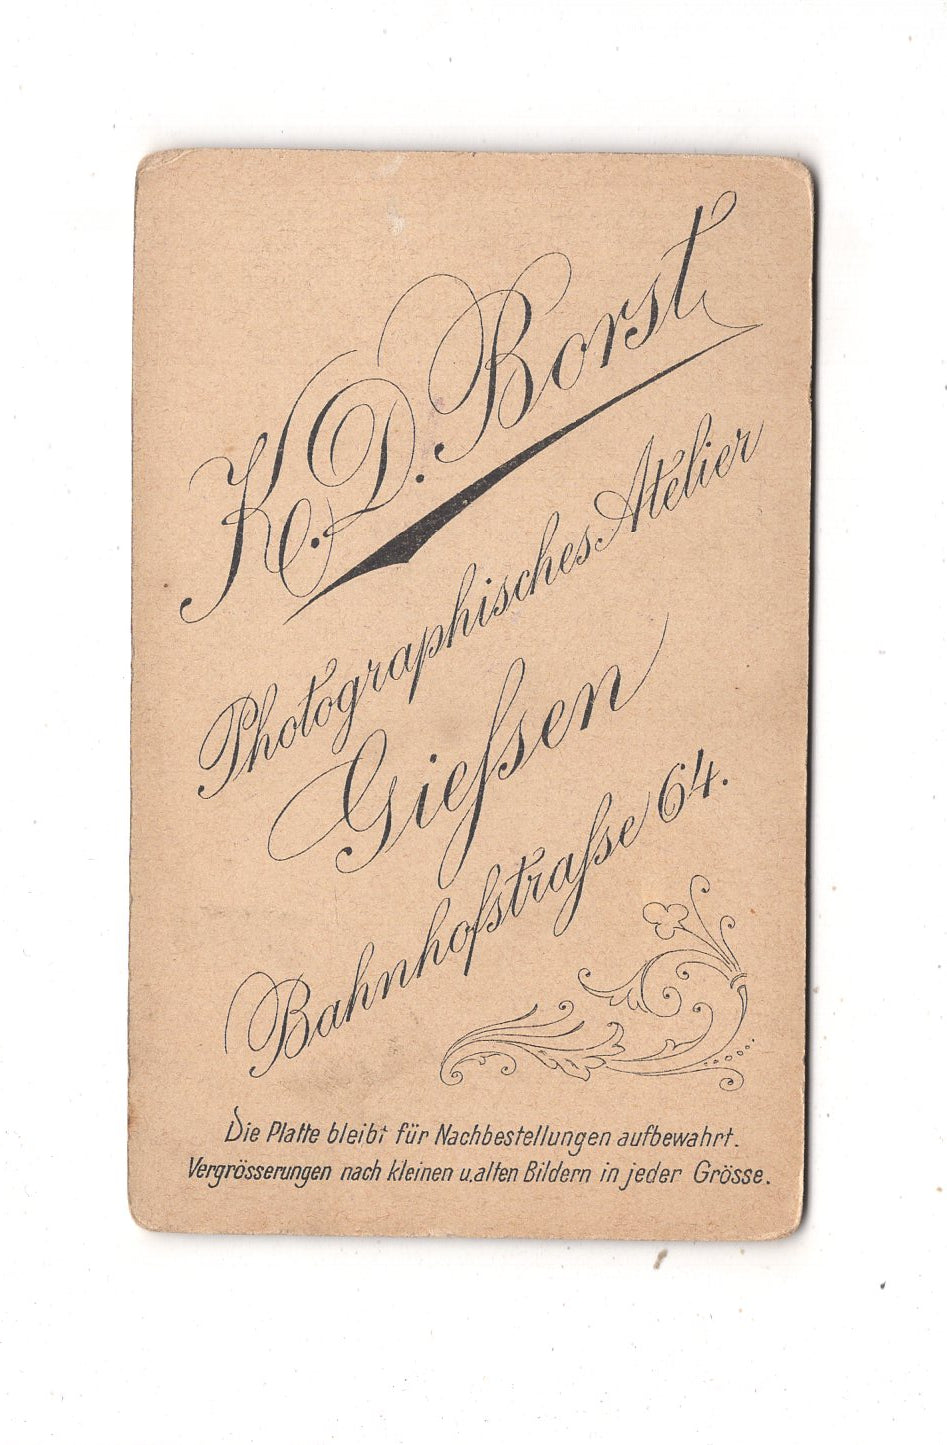 K. D. Borst
Photographisches Atelier
Gieſsen
Bahnhofstraſse 64.
Die Platte bleibt für Nachbestellungen aufbewahrt.
Vergrösserungen nach kleinen u. alten Bildern in jeder Grösse.